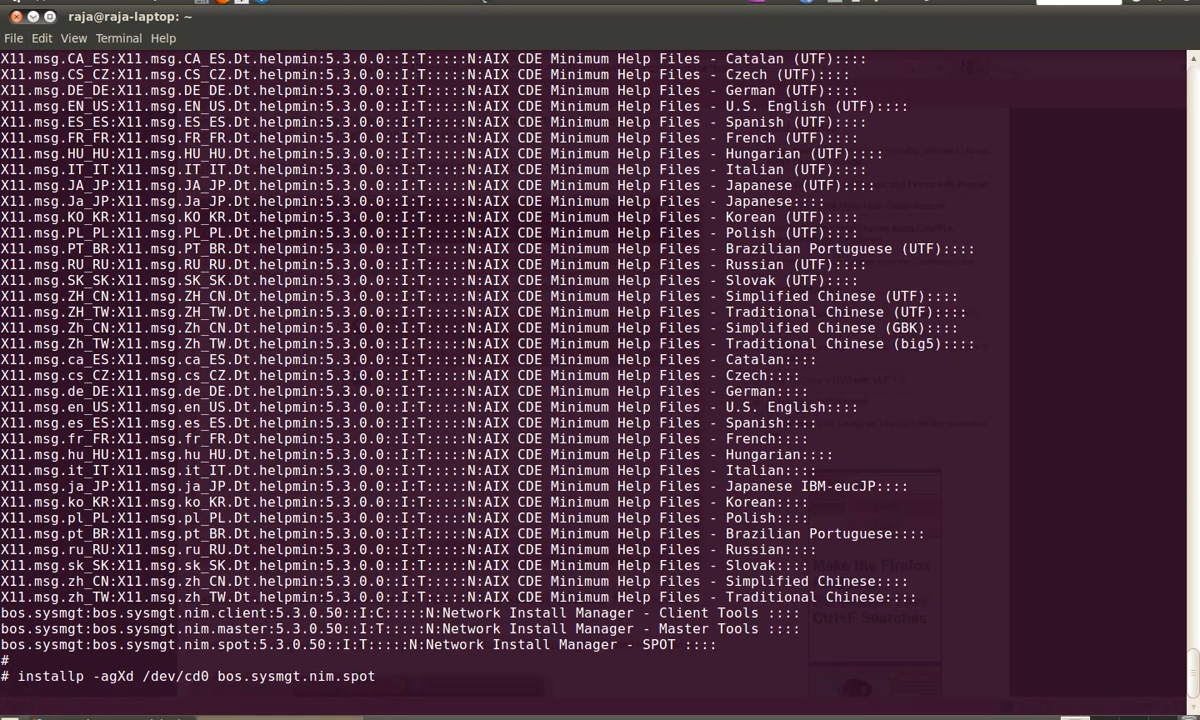 raja@raja-laptop: ~
File Edit View Terminal Help
X11.msg.CA_ES:X11.msg.CA_ES.Dt.helpmin:5.3.0.0::I:T:::::N:AIX CDE Minimum Help Files - Catalan (UTF)::::
X11.msg.CS_CZ:X11.msg.CS_CZ.Dt.helpmin:5.3.0.0::I:T:::::N:AIX CDE Minimum Help Files - Czech (UTF)::::
X11.msg.DE_DE:X11.msg.DE_DE.Dt.helpmin:5.3.0.0::I:T:::::N:AIX CDE Minimum Help Files - German (UTF)::::
X11.msg.EN_US:X11.msg.EN_US.Dt.helpmin:5.3.0.0::I:T:::::N:AIX CDE Minimum Help Files - U.S. English (UTF)::::
X11.msg.ES_ES:X11.msg.ES_ES.Dt.helpmin:5.3.0.0::I:T:::::N:AIX CDE Minimum Help Files - Spanish (UTF)::::
X11.msg.FR_FR:X11.msg.FR_FR.Dt.helpmin:5.3.0.0::I:T:::::N:AIX CDE Minimum Help Files - French (UTF)::::
X11.msg.HU_HU:X11.msg.HU_HU.Dt.helpmin:5.3.0.0::I:T:::::N:AIX CDE Minimum Help Files - Hungarian (UTF)::::
X11.msg.IT_IT:X11.msg.IT_IT.Dt.helpmin:5.3.0.0::I:T:::::N:AIX CDE Minimum Help Files - Italian (UTF)::::
X11.msg.JA_JP:X11.msg.JA_JP.Dt.helpmin:5.3.0.0::I:T:::::N:AIX CDE Minimum Help Files - Japanese (UTF)::::
X11.msg.Ja_JP:X11.msg.Ja_JP.Dt.helpmin:5.3.0.0::I:T:::::N:AIX CDE Minimum Help Files - Japanese::::
X11.msg.KO_KR:X11.msg.KO_KR.Dt.helpmin:5.3.0.0::I:T:::::N:AIX CDE Minimum Help Files - Korean (UTF)::::
X11.msg.PL_PL:X11.msg.PL_PL.Dt.helpmin:5.3.0.0::I:T:::::N:AIX CDE Minimum Help Files - Polish (UTF)::::
X11.msg.PT_BR:X11.msg.PT_BR.Dt.helpmin:5.3.0.0::I:T:::::N:AIX CDE Minimum Help Files - Brazilian Portuguese (UTF)::::
X11.msg.RU_RU:X11.msg.RU_RU.Dt.helpmin:5.3.0.0::I:T:::::N:AIX CDE Minimum Help Files - Russian (UTF)::::
X11.msg.SK_SK:X11.msg.SK_SK.Dt.helpmin:5.3.0.0::I:T:::::N:AIX CDE Minimum Help Files - Slovak (UTF)::::
X11.msg.ZH_CN:X11.msg.ZH_CN.Dt.helpmin:5.3.0.0::I:T:::::N:AIX CDE Minimum Help Files - Simplified Chinese (UTF)::::
X11.msg.ZH_TW:X11.msg.ZH_TW.Dt.helpmin:5.3.0.0::I:T:::::N:AIX CDE Minimum Help Files - Traditional Chinese (UTF)::::
X11.msg.Zh_CN:X11.msg.Zh_CN.Dt.helpmin:5.3.0.0::I:T:::::N:AIX CDE Minimum Help Files - Simplified Chinese (GBK)::::
X11.msg.Zh_TW:X11.msg.Zh_TW.Dt.helpmin:5.3.0.0::I:T:::::N:AIX CDE Minimum Help Files - Traditional Chinese (big5)::::
X11.msg.ca_ES:X11.msg.ca_ES.Dt.helpmin:5.3.0.0::I:T:::::N:AIX CDE Minimum Help Files - Catalan::::
X11.msg.cs_CZ:X11.msg.cs_CZ.Dt.helpmin:5.3.0.0::I:T:::::N:AIX CDE Minimum Help Files - Czech::::
X11.msg.de_DE:X11.msg.de_DE.Dt.helpmin:5.3.0.0::I:T:::::N:AIX CDE Minimum Help Files - German::::
X11.msg.en_US:X11.msg.en_US.Dt.helpmin:5.3.0.0::I:T:::::N:AIX CDE Minimum Help Files - U.S. English::::
X11.msg.es_ES:X11.msg.es_ES.Dt.helpmin:5.3.0.0::I:T:::::N:AIX CDE Minimum Help Files - Spanish::::
X11.msg.fr_FR:X11.msg.fr_FR.Dt.helpmin:5.3.0.0::I:T:::::N:AIX CDE Minimum Help Files - French::::
X11.msg.hu_HU:X11.msg.hu_HU.Dt.helpmin:5.3.0.0::I:T:::::N:AIX CDE Minimum Help Files - Hungarian::::
X11.msg.it_IT:X11.msg.it_IT.Dt.helpmin:5.3.0.0::I:T:::::N:AIX CDE Minimum Help Files - Italian::::
X11.msg.ja_JP:X11.msg.ja_JP.Dt.helpmin:5.3.0.0::I:T:::::N:AIX CDE Minimum Help Files - Japanese IBM-eucJP::::
X11.msg.ko_KR:X11.msg.ko_KR.Dt.helpmin:5.3.0.0::I:T:::::N:AIX CDE Minimum Help Files - Korean::::
X11.msg.pl_PL:X11.msg.pl_PL.Dt.helpmin:5.3.0.0::I:T:::::N:AIX CDE Minimum Help Files - Polish::::
X11.msg.pt_BR:X11.msg.pt_BR.Dt.helpmin:5.3.0.0::I:T:::::N:AIX CDE Minimum Help Files - Brazilian Portuguese::::
X11.msg.ru_RU:X11.msg.ru_RU.Dt.helpmin:5.3.0.0::I:T:::::N:AIX CDE Minimum Help Files - Russian::::
X11.msg.sk_SK:X11.msg.sk_SK.Dt.helpmin:5.3.0.0::I:T:::::N:AIX CDE Minimum Help Files - Slovak::::
X11.msg.zh_CN:X11.msg.zh_CN.Dt.helpmin:5.3.0.0::I:T:::::N:AIX CDE Minimum Help Files - Simplified Chinese::::
X11.msg.zh_TW:X11.msg.zh_TW.Dt.helpmin:5.3.0.0::I:T:::::N:AIX CDE Minimum Help Files - Traditional Chinese::::
bos.sysmgt:bos.sysmgt.nim.client:5.3.0.50::I:C:::::N:Network Install Manager - Client Tools ::::
bos.sysmgt:bos.sysmgt.nim.master:5.3.0.50::I:T:::::N:Network Install Manager - Master Tools ::::
bos.sysmgt:bos.sysmgt.nim.spot:5.3.0.50::I:T:::::N:Network Install Manager - SPOT ::::
#
# installp -agXd /dev/cd0 bos.sysmgt.nim.spot
Make the Firefox
Ctrl+F Searches